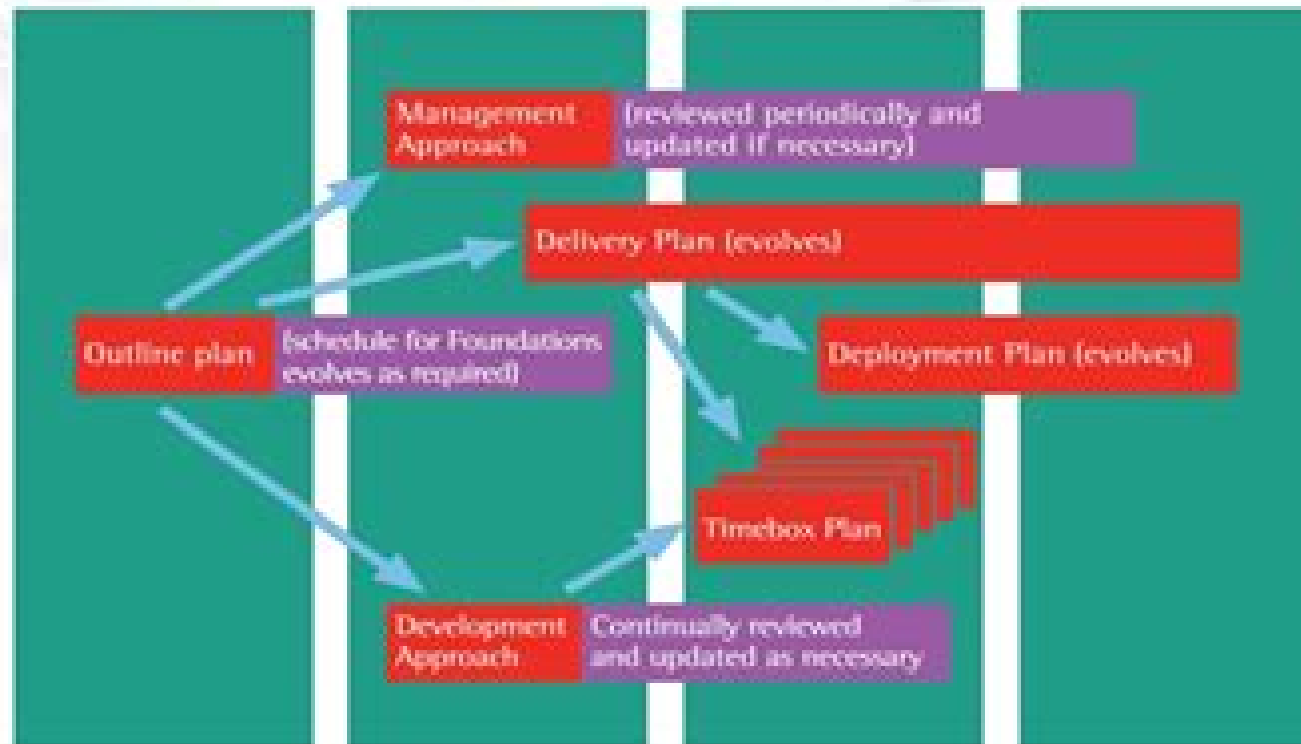 Management
Approach
(reviewed periodically and
updated if necessary)
Delivery Plan (evolves)
Outline plan
(schedule for Foundations
evolves as required)
Deployment Plan (evolves)
Timebox Plan
Development
Approach
Continually reviewed
and updated as necessary